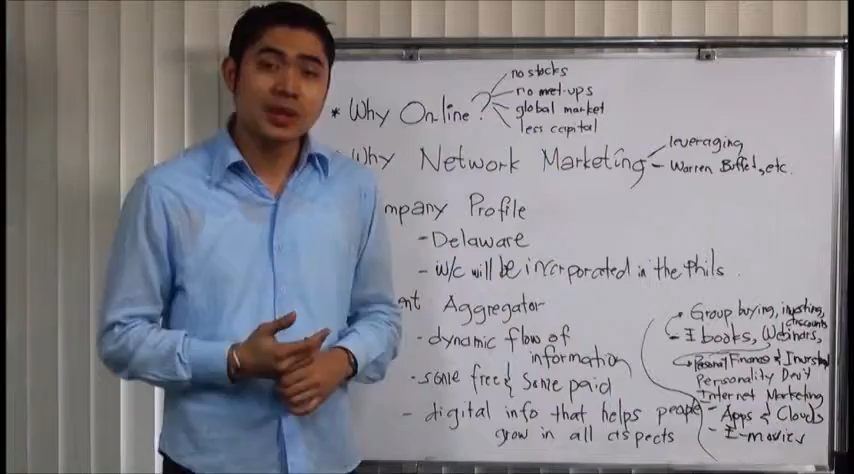 no stocks
* Why Online? no met-ups
global market
less capital
Why Network Marketing leveraging
- Warren Buffet, etc.
mpany Profile
- Delaware
- w/c will be incorporated in the Phils.
nt Aggregator
- dynamic flow of
information
- some free & some paid
- digital info that helps people
grow in all aspects
Group buying, investing,
discounts
- E books, Webinars,
Personal Finance &
Personality Dev't
Internet Marketing
- Apps & Clouds
- E-movies